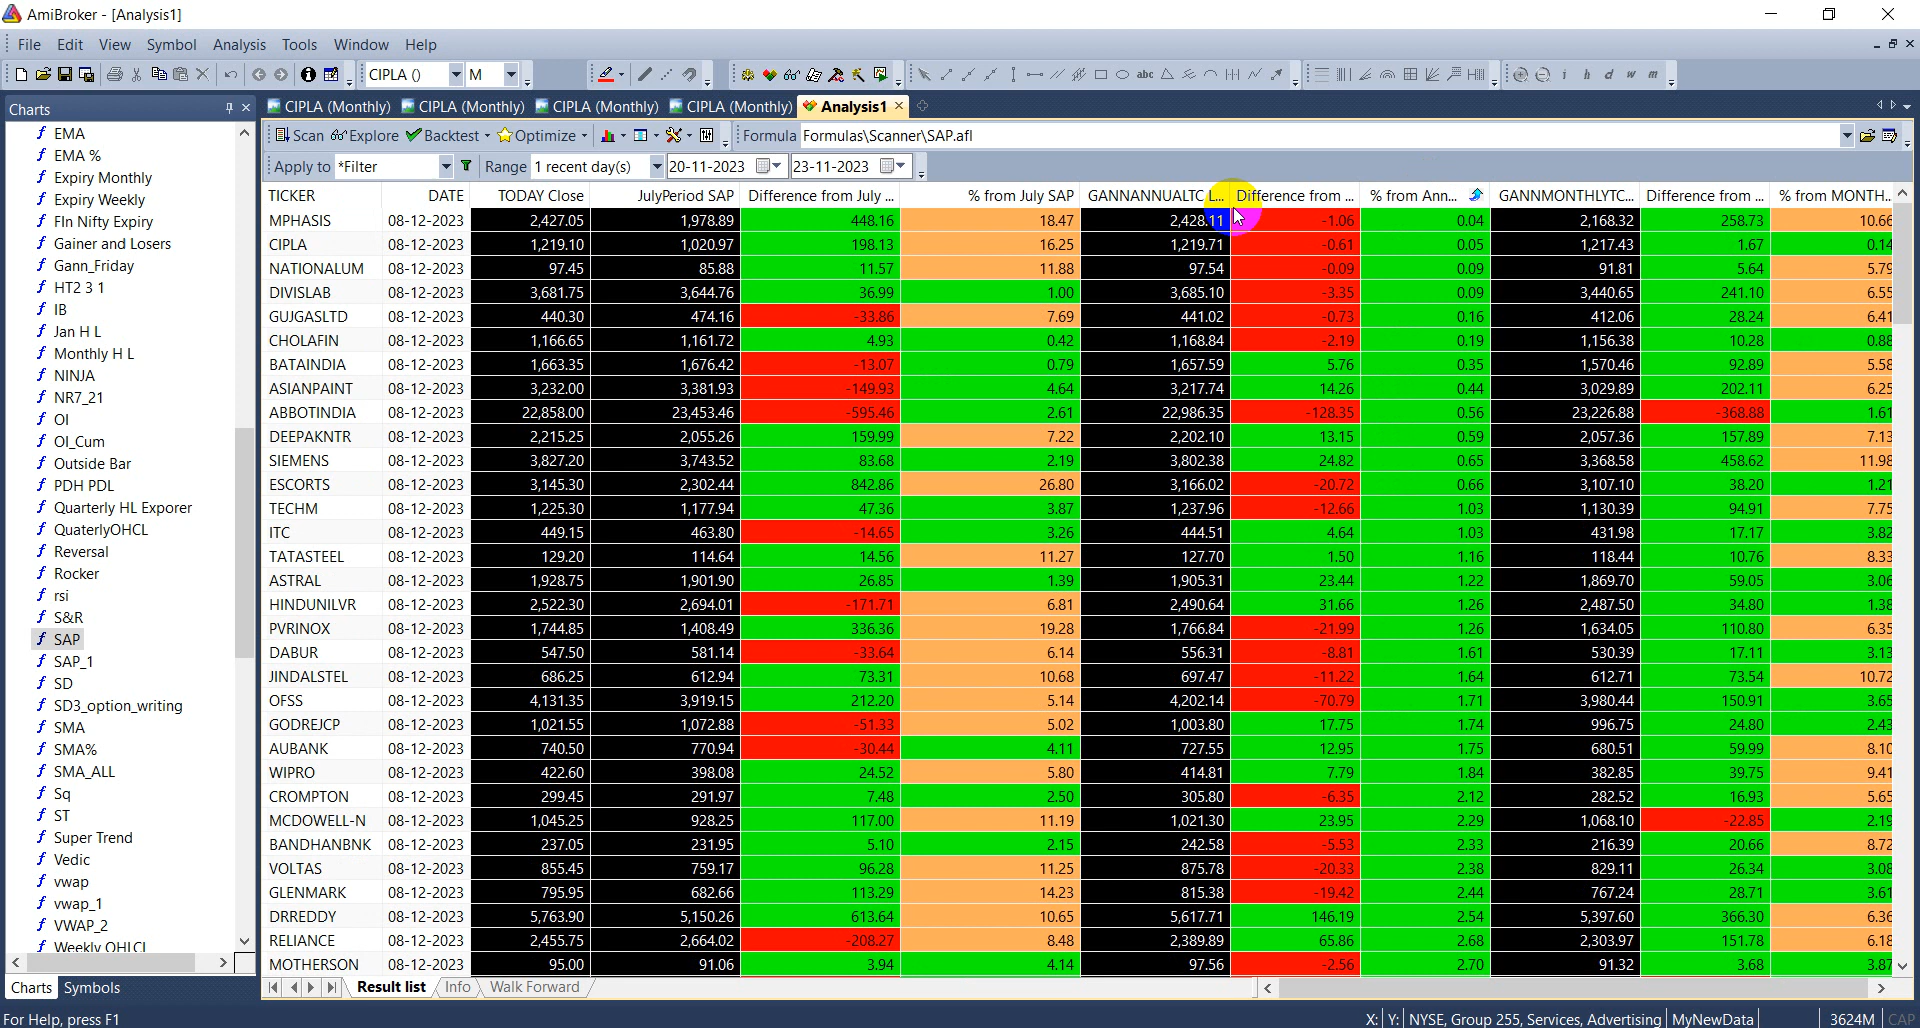 AmiBroker - [Analysis1]
File Edit View Symbol Analysis Tools Window Help
CIPLA () M
abc i h d w m
Charts
CIPLA (Monthly) CIPLA (Monthly) CIPLA (Monthly) CIPLA (Monthly) Analysis1
Scan Explore Backtest Optimize Formula Formulas\Scanner\SAP.afl
Apply to *Filter Range 1 recent day(s) 20-11-2023 23-11-2023
EMA
EMA %
Expiry Monthly
Expiry Weekly
FIn Nifty Expiry
Gainer and Losers
Gann_Friday
HT2 3 1
IB
Jan H L
Monthly H L
NINJA
NR7_21
OI
OI_Cum
Outside Bar
PDH PDL
Quarterly HL Exporer
QuaterlyOHCL
Reversal
Rocker
rsi
S&R
SAP
SAP_1
SD
SD3_option_writing
SMA
SMA%
SMA_ALL
Sq
ST
Super Trend
Vedic
vwap
vwap_1
VWAP_2
Weekly OHLCL
Charts Symbols
TICKER DATE TODAY Close JulyPeriod SAP Difference from July ... % from July SAP GANNANNUALTC L... Difference from ... % from Ann... GANNMONTHLYTC... Difference from ... % from MONTH...
MPHASIS 08-12-2023 2,427.05 1,978.89 448.16 18.47 2,428.11 -1.06 0.04 2,168.32 258.73 10.66
CIPLA 08-12-2023 1,219.10 1,020.97 198.13 16.25 1,219.71 -0.61 0.05 1,217.43 1.67 0.14
NATIONALUM 08-12-2023 97.45 85.88 11.57 11.88 97.54 -0.09 0.09 91.81 5.64 5.79
DIVISLAB 08-12-2023 3,681.75 3,644.76 36.99 1.00 3,685.10 -3.35 0.09 3,440.65 241.10 6.55
GUJGASLTD 08-12-2023 440.30 474.16 -33.86 7.69 441.02 -0.73 0.16 412.06 28.24 6.41
CHOLAFIN 08-12-2023 1,166.65 1,161.72 4.93 0.42 1,168.84 -2.19 0.19 1,156.38 10.28 0.88
BATAINDIA 08-12-2023 1,663.35 1,676.42 -13.07 0.79 1,657.59 5.76 0.35 1,570.46 92.89 5.58
ASIANPAINT 08-12-2023 3,232.00 3,381.93 -149.93 4.64 3,217.74 14.26 0.44 3,029.89 202.11 6.25
ABBOTINDIA 08-12-2023 22,858.00 23,453.46 -595.46 2.61 22,986.35 -128.35 0.56 23,226.88 -368.88 1.61
DEEPAKNTR 08-12-2023 2,215.25 2,055.26 159.99 7.22 2,202.10 13.15 0.59 2,057.36 157.89 7.13
SIEMENS 08-12-2023 3,827.20 3,743.52 83.68 2.19 3,802.38 24.82 0.65 3,368.58 458.62 11.98
ESCORTS 08-12-2023 3,145.30 2,302.44 842.86 26.80 3,166.02 -20.72 0.66 3,107.10 38.20 1.21
TECHM 08-12-2023 1,225.30 1,177.94 47.36 3.87 1,237.96 -12.66 1.03 1,130.39 94.91 7.75
ITC 08-12-2023 449.15 463.80 -14.65 3.26 444.51 4.64 1.03 431.98 17.17 3.82
TATASTEEL 08-12-2023 129.20 114.64 14.56 11.27 127.70 1.50 1.16 118.44 10.76 8.33
ASTRAL 08-12-2023 1,928.75 1,901.90 26.85 1.39 1,905.31 23.44 1.22 1,869.70 59.05 3.06
HINDUNILVR 08-12-2023 2,522.30 2,694.01 -171.71 6.81 2,490.64 31.66 1.26 2,487.50 34.80 1.38
PVRINOX 08-12-2023 1,744.85 1,408.49 336.36 19.28 1,766.84 -21.99 1.26 1,634.05 110.80 6.35
DABUR 08-12-2023 547.50 581.14 -33.64 6.14 556.31 -8.81 1.61 530.39 17.11 3.13
JINDALSTEL 08-12-2023 686.25 612.94 73.31 10.68 697.47 -11.22 1.64 612.71 73.54 10.72
OFSS 08-12-2023 4,131.35 3,919.15 212.20 5.14 4,202.14 -70.79 1.71 3,980.44 150.91 3.65
GODREJCP 08-12-2023 1,021.55 1,072.88 -51.33 5.02 1,003.80 17.75 1.74 996.75 24.80 2.43
AUBANK 08-12-2023 740.50 770.94 -30.44 4.11 727.55 12.95 1.75 680.51 59.99 8.10
WIPRO 08-12-2023 422.60 398.08 24.52 5.80 414.81 7.79 1.84 382.85 39.75 9.41
CROMPTON 08-12-2023 299.45 291.97 7.48 2.50 305.80 -6.35 2.12 282.52 16.93 5.65
MCDOWELL-N 08-12-2023 1,045.25 928.25 117.00 11.19 1,021.30 23.95 2.29 1,068.10 -22.85 2.19
BANDHANBNK 08-12-2023 237.05 231.95 5.10 2.15 242.58 -5.53 2.33 216.39 20.66 8.72
VOLTAS 08-12-2023 855.45 759.17 96.28 11.25 875.78 -20.33 2.38 829.11 26.34 3.08
GLENMARK 08-12-2023 795.95 682.66 113.29 14.23 815.38 -19.42 2.44 767.24 28.71 3.61
DRREDDY 08-12-2023 5,763.90 5,150.26 613.64 10.65 5,617.71 146.19 2.54 5,397.60 366.30 6.36
RELIANCE 08-12-2023 2,455.75 2,664.02 -208.27 8.48 2,389.89 65.86 2.68 2,303.97 151.78 6.18
MOTHERSON 08-12-2023 95.00 91.06 3.94 4.14 97.56 -2.56 2.70 91.32 3.68 3.87
Result list Info Walk Forward
For Help, press F1 X: Y: NYSE, Group 255, Services, Advertising MyNewData 3624M CAP